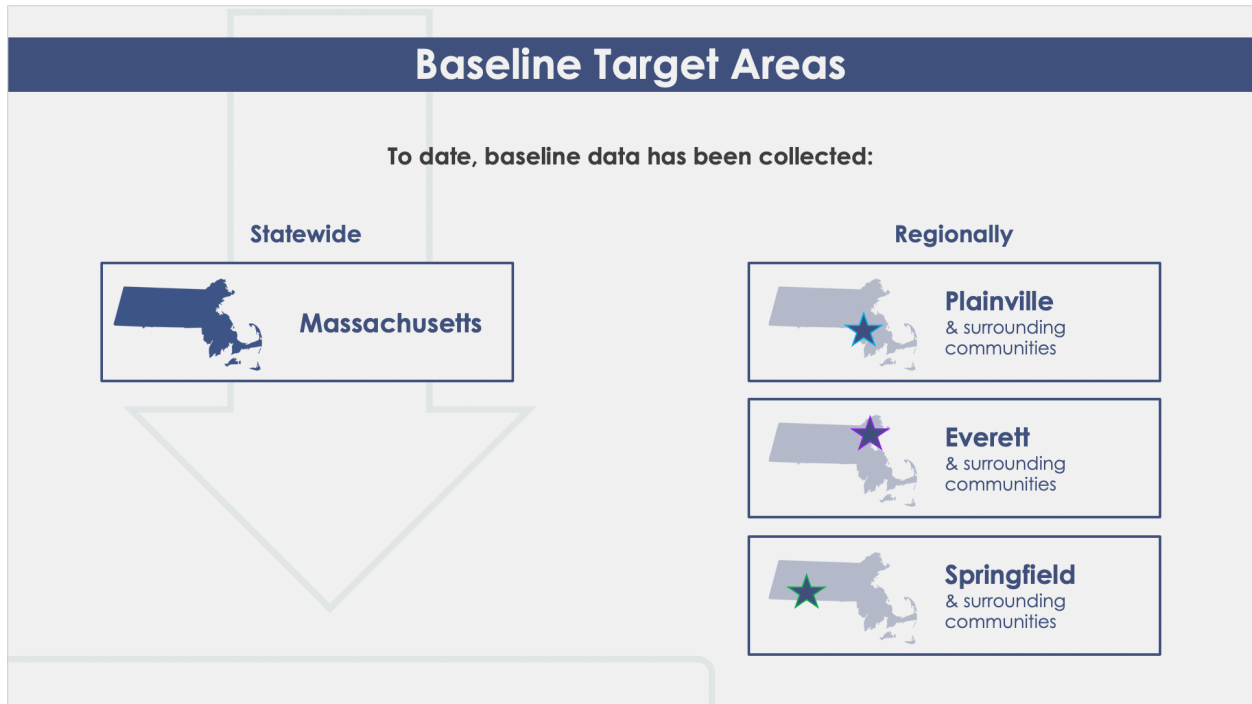 Baseline Target Areas
To date, baseline data has been collected:
Statewide
Massachusetts
Regionally
Plainville
& surrounding
communities
Everett
& surrounding
communities
Springfield
& surrounding
communities